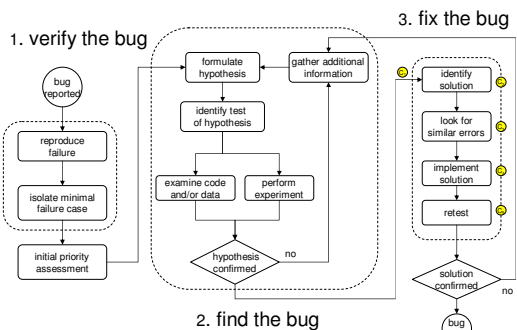 1. verify the bug
bug
reported
reproduce
failure
isolate minimal
failure case
initial priority
assessment
formulate
hypothesis
gather additional
information
identify test
of hypothesis
examine code
and/or data
perform
experiment
hypothesis
confirmed
no
2. find the bug
3. fix the bug
identify
solution
look for
similar errors
implement
solution
retest
solution
confirmed
no
bug